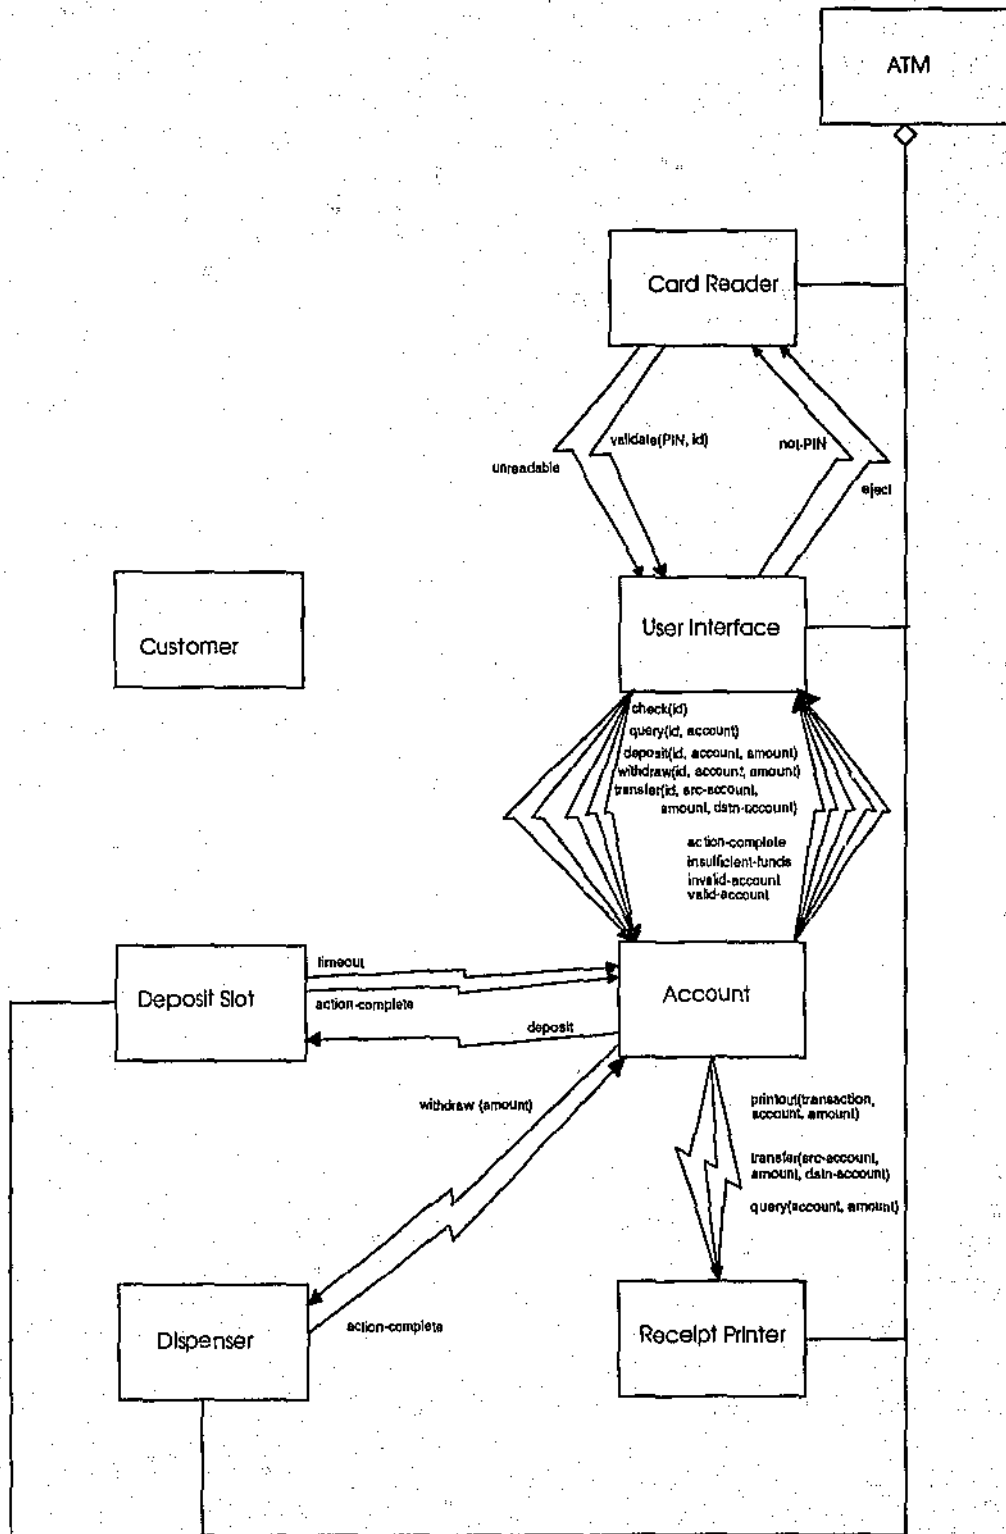 ATM
Card Reader
validate(PIN, id)
not-PIN
unreadable
eject
User Interface
Customer
check(id)
query(id, account)
deposit(id, account, amount)
withdraw(id, account, amount)
transfer(id, src-account,
amount, dstn-account)
action-complete
insufficient-funds
invalid-account
valid-account
timeout
Deposit Slot
action-complete
deposit
Account
withdraw (amount)
printout(transaction,
account, amount)
transfer(src-account,
amount, dstn-account)
query(account, amount)
Dispenser
action-complete
Receipt Printer